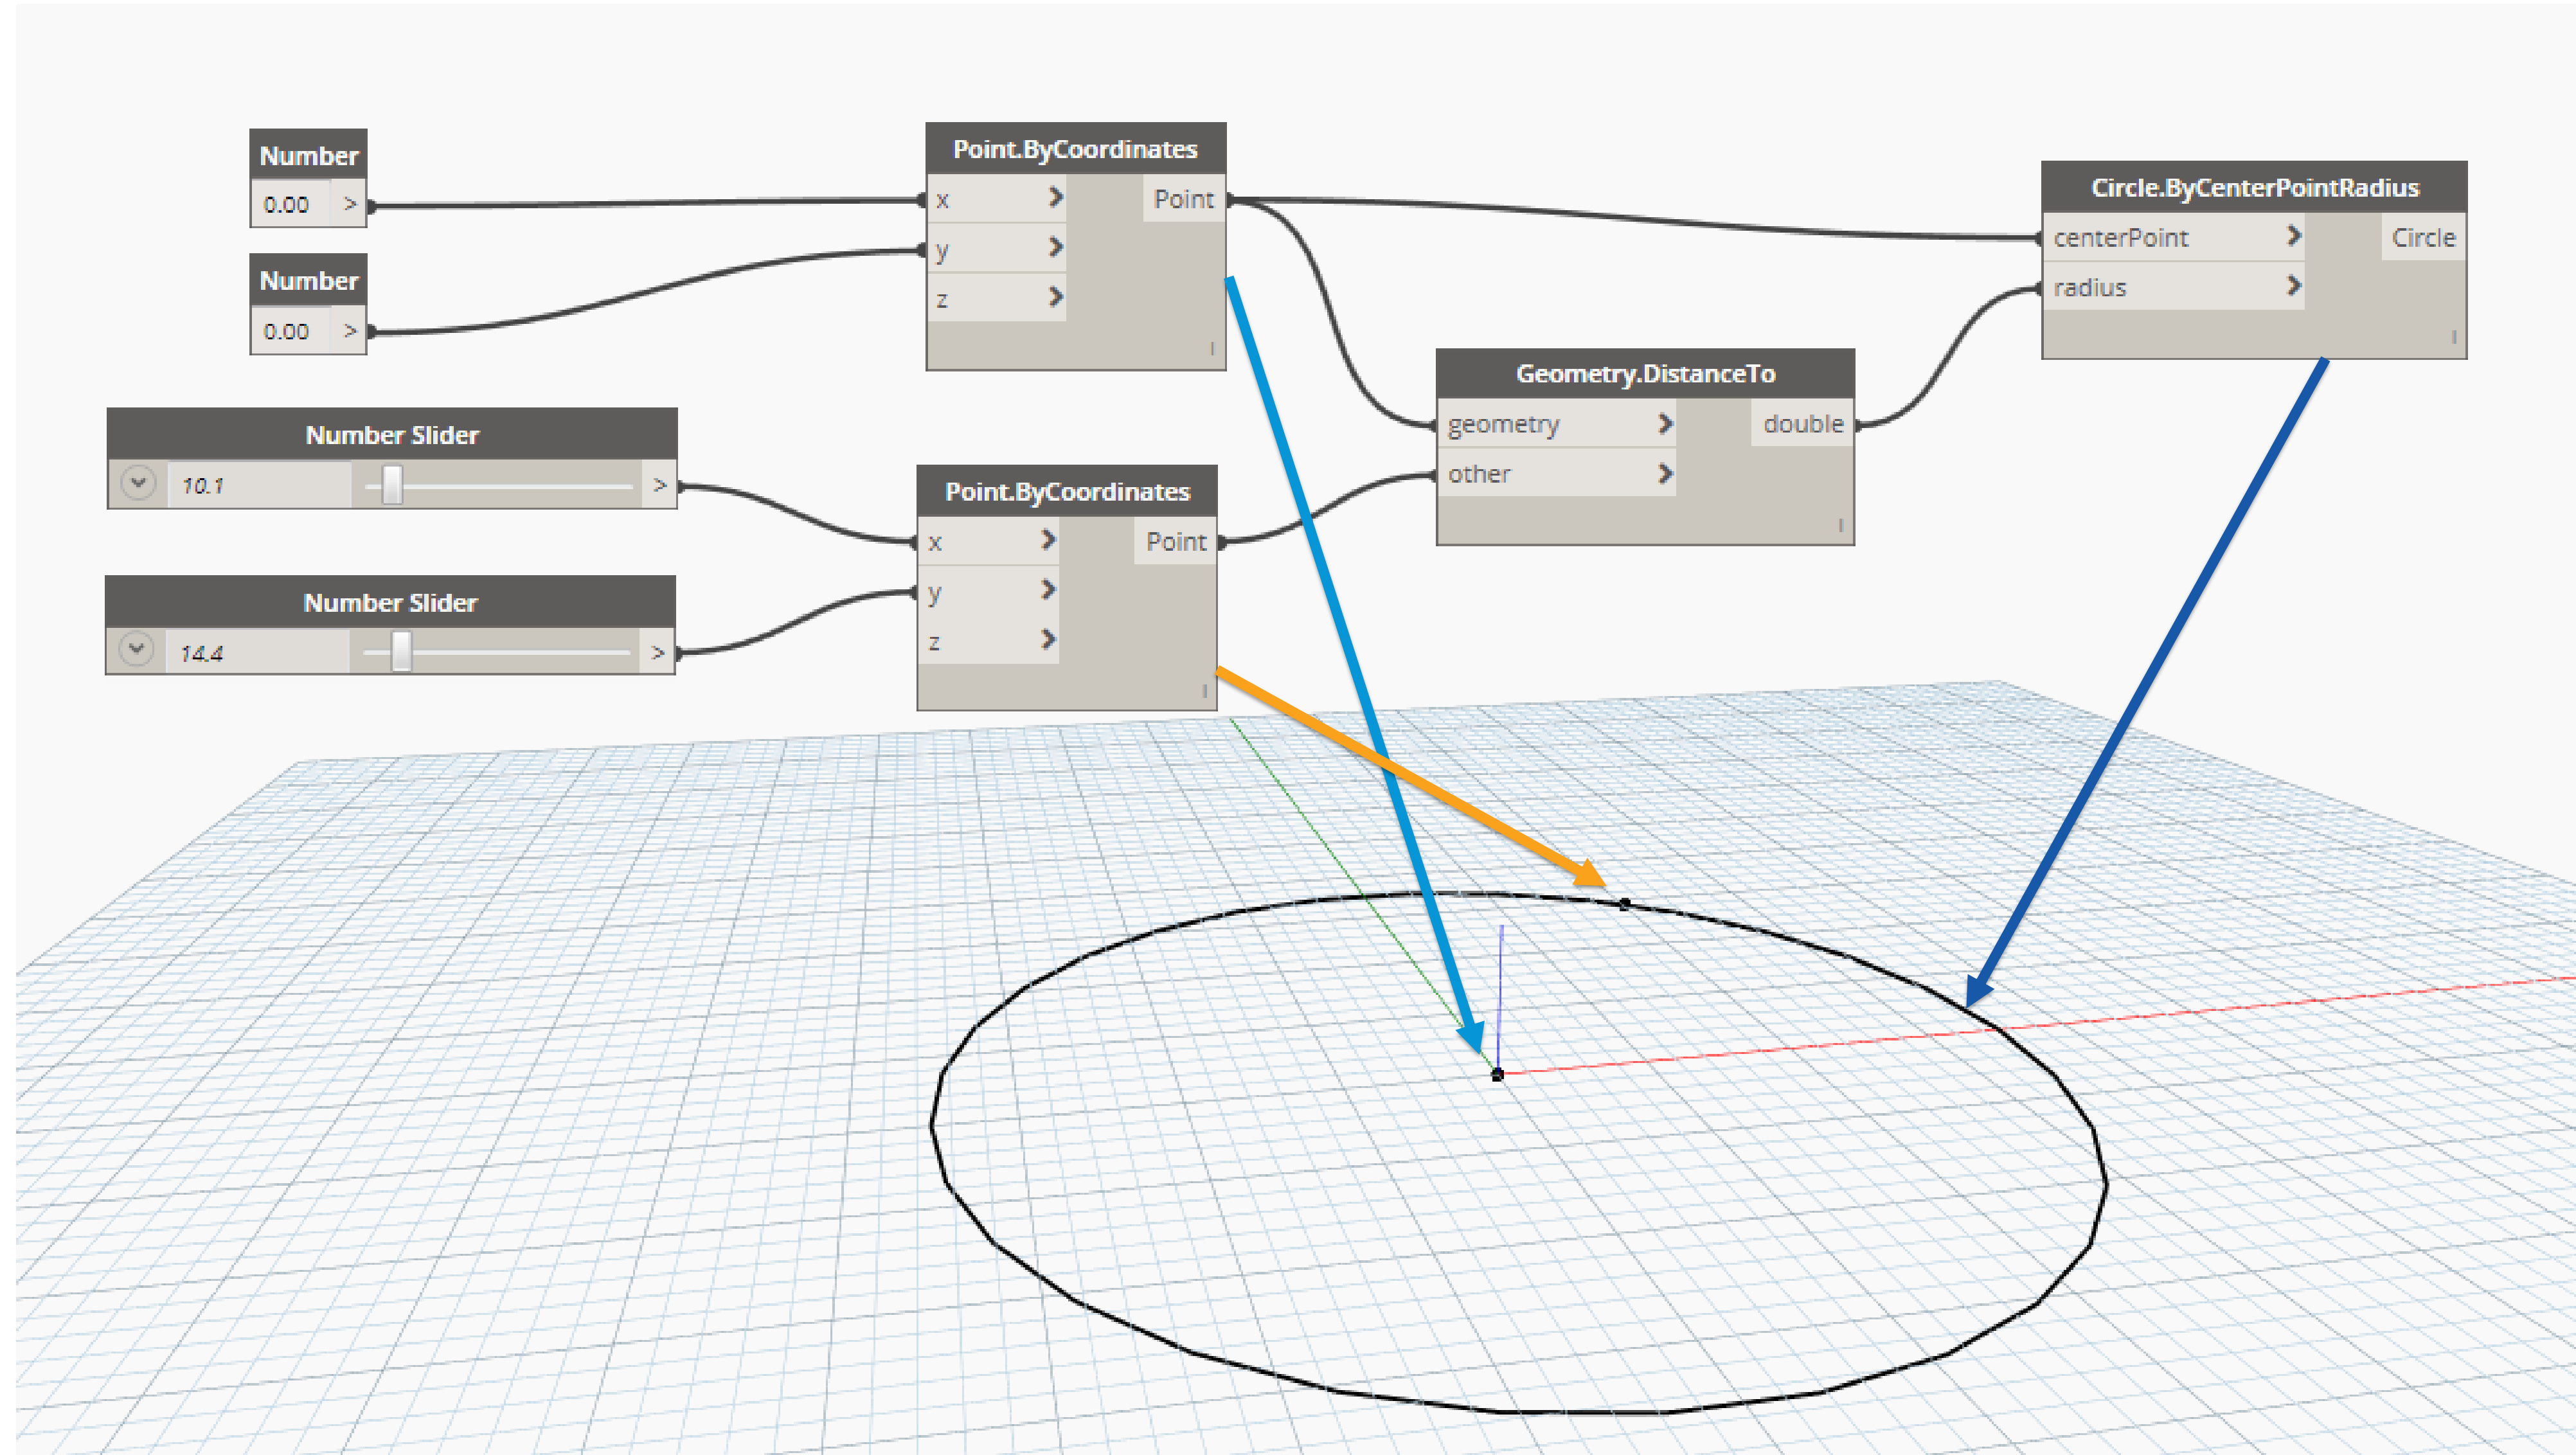 Number
0.00 >
Number
0.00 >
Number Slider
10.1 >
Number Slider
14.4 >
Point.ByCoordinates
x > Point
y >
z >
Point.ByCoordinates
x > Point
y >
z >
Geometry.DistanceTo
geometry > double
other >
Circle.ByCenterPointRadius
centerPoint > Circle
radius >